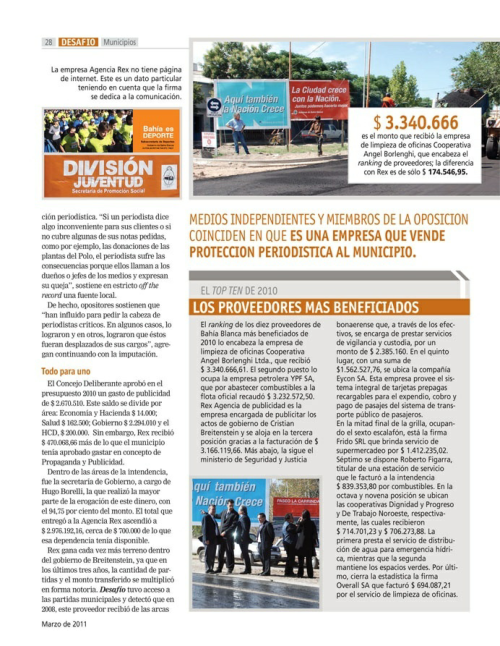 28 DESAFIO Municipios
La empresa Agencia Rex no tiene página
de internet. Este es un dato particular
teniendo en cuenta que la firma
se dedica a la comunicación.
Bahía es
DEPORTE
DIVISIÓN
JUVENTUD
Secretaría de Promoción Social
Aquí también
la Nación Crece
La Ciudad crece
con la Nación.
$ 3.340.666
es el monto que recibió la empresa
de limpieza de oficinas Cooperativa
Angel Borlenghi, que encabeza el
ranking de proveedores; la diferencia
con Rex es de sólo $ 174.546,95.
ción periodística. “Si un periodista dice
algo inconveniente para sus clientes o si
no cubre algunas de sus notas pedidas,
como por ejemplo, las donaciones de las
plantas del Polo, el periodista sufre las
consecuencias porque ellos llaman a los
dueños o jefes de los medios y expresan
su queja”, sostiene en estricto off the
record una fuente local.
De hecho, opositores sostienen que
“han influido para pedir la cabeza de
periodistas críticos. En algunos casos, lo
lograron y en otros, lograron que éstos
fueran desplazados de sus cargos”, agre-
gan continuando con la imputación.
Todo para uno
El Concejo Deliberante aprobó en el
presupuesto 2010 un gasto de publicidad
de $ 2.670.510. Este saldo se divide por
área: Economía y Hacienda $ 14.000;
Salud $ 162.500; Gobierno $ 2.294.010 y el
HCD, $ 200.000. Sin embargo, Rex recibió
$ 470.068,66 más de lo que el municipio
tenía aprobado gastar en concepto de
Propaganda y Publicidad.
Dentro de las áreas de la intendencia,
fue la secretaría de Gobierno, a cargo de
Hugo Borelli, la que realizó la mayor
parte de la erogación de este dinero, con
el 94,75 por ciento del monto. El total que
entregó a la Agencia Rex ascendió a
$ 2.976.192,16, cerca de $ 700.000 de lo que
esa dependencia tenía disponible.
Rex gana cada vez más terreno dentro
del gobierno de Breitenstein, ya que en
los últimos tres años, la cantidad de par-
tidas y el monto transferido se multiplicó
en forma notoria. Desafío tuvo acceso a
las partidas municipales y detectó que en
2008, este proveedor recibió de las arcas
MEDIOS INDEPENDIENTES Y MIEMBROS DE LA OPOSICION
COINCIDEN EN QUE ES UNA EMPRESA QUE VENDE
PROTECCION PERIODISTICA AL MUNICIPIO.
EL TOP TEN DE 2010
LOS PROVEEDORES MAS BENEFICIADOS
El ranking de los diez proveedores de
Bahía Blanca más beneficiados de
2010 lo encabeza la empresa de
limpieza de oficinas Cooperativa
Angel Borlenghi Ltda., que recibió
$ 3.340.666,61. El segundo puesto lo
ocupa la empresa petrolera YPF SA,
que por abastecer combustibles a la
flota oficial recaudó $ 3.232.572,50.
Rex Agencia de publicidad es la
empresa encargada de publicitar los
actos de gobierno de Cristian
Breitenstein y se aloja en la tercera
posición gracias a la facturación de $
3.166.119,66. Más abajo, la sigue el
ministerio de Seguridad y Justicia
qui también
Nación Crece
bonaerense que, a través de los efec-
tivos, se encarga de prestar servicios
de vigilancia y custodia, por un
monto de $ 2.385.160. En el quinto
lugar, con una suma de
$1.562.527,76, se ubica la compañía
Eycon SA. Esta empresa provee el sis-
tema integral de tarjetas prepagas
recargables para el expendio, cobro y
pago de pasajes del sistema de trans-
porte público de pasajeros.
En la mitad final de la grilla, ocupan-
do el sexto escalafón, está la firma
Frido SRL que brinda servicio de
supermercadeo por $ 1.412.235,02.
Séptimo se dispone Roberto Figarra,
titular de una estación de servicio
que le facturó a la intendencia
$ 839.353,80 por combustibles. En la
octava y novena posición se ubican
las cooperativas Dignidad y Progreso
y De Trabajo Noroeste, respectiva-
mente, las cuales recibieron
$ 714.701,23 y $ 706.273,88. La
primera presta el servicio de distribu-
ción de agua para emergencia hídri-
ca, mientras que la segunda
mantiene los espacios verdes. Por últi-
mo, cierra la estadística la firma
Overall SA que facturó $ 694.087,21
por el servicio de limpieza de oficinas.
Marzo de 2011